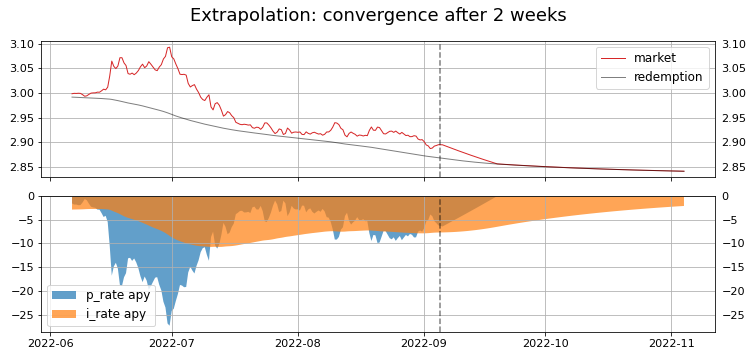 Extrapolation: convergence after 2 weeks
3.10 3.10
3.05 3.05
3.00 3.00
2.95 2.95
2.90 2.90
2.85 2.85
market
redemption
0 0
−5 −5
−10 −10
−15 −15
−20 −20
−25 −25
p_rate apy
i_rate apy
2022-06 2022-07 2022-08 2022-09 2022-10 2022-11